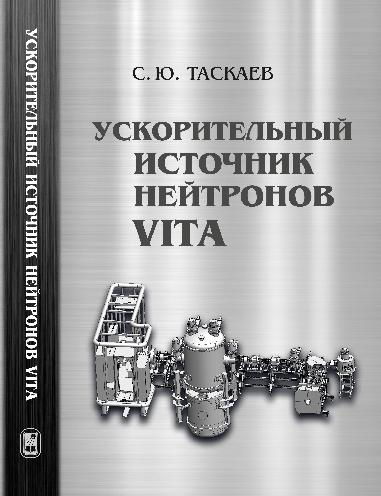 С. Ю. ТАСКАЕВ
УСКОРИТЕЛЬНЫЙ
ИСТОЧНИК
НЕЙТРОНОВ
VITA
УСКОРИТЕЛЬНЫЙ ИСТОЧНИК НЕЙТРОНОВ VITA